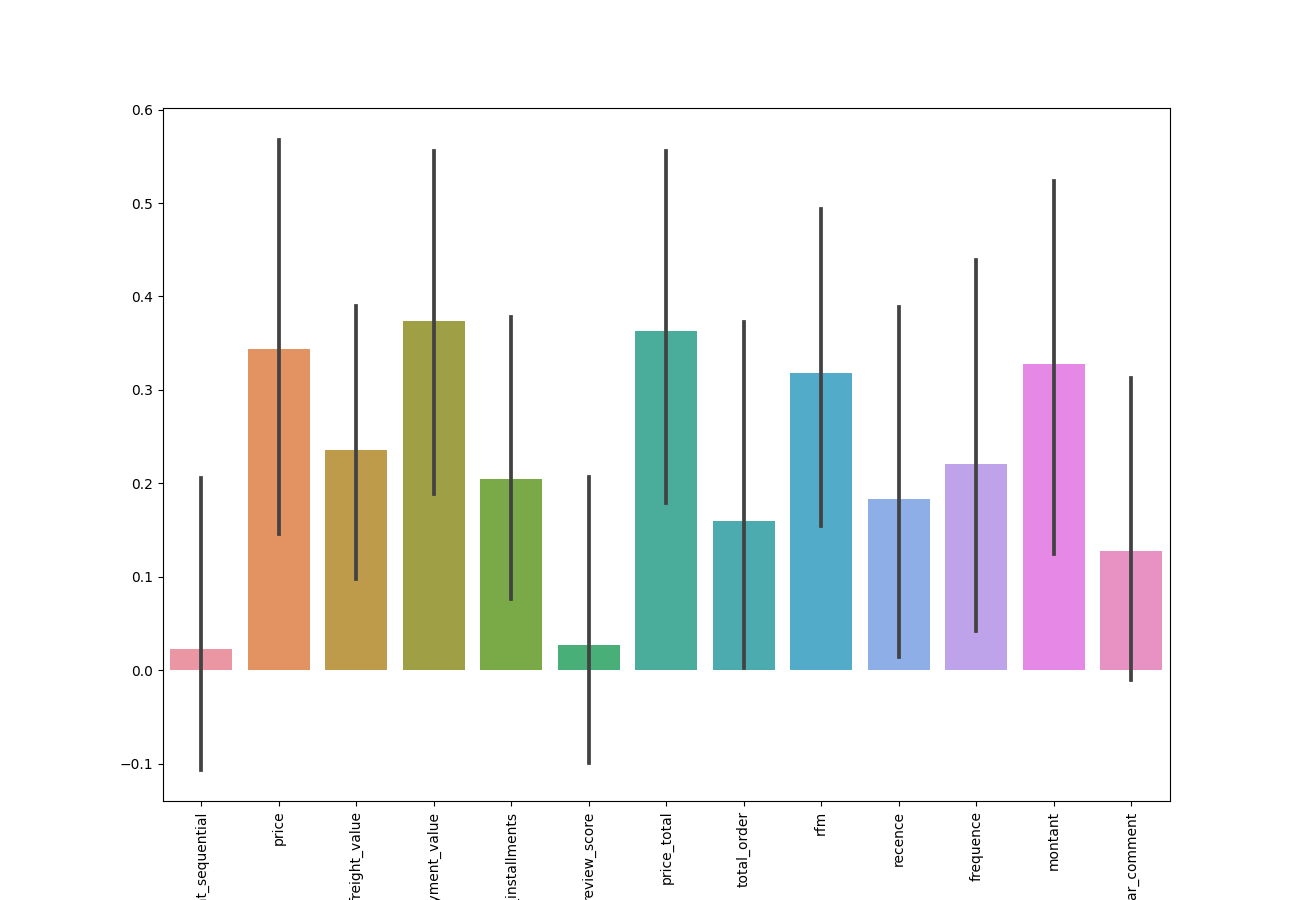 0.6
0.5
0.4
0.3
0.2
0.1
0.0
−0.1
t_sequential
price
freight_value
yment_value
installments
review_score
price_total
total_order
rfm
recence
frequence
montant
ar_comment